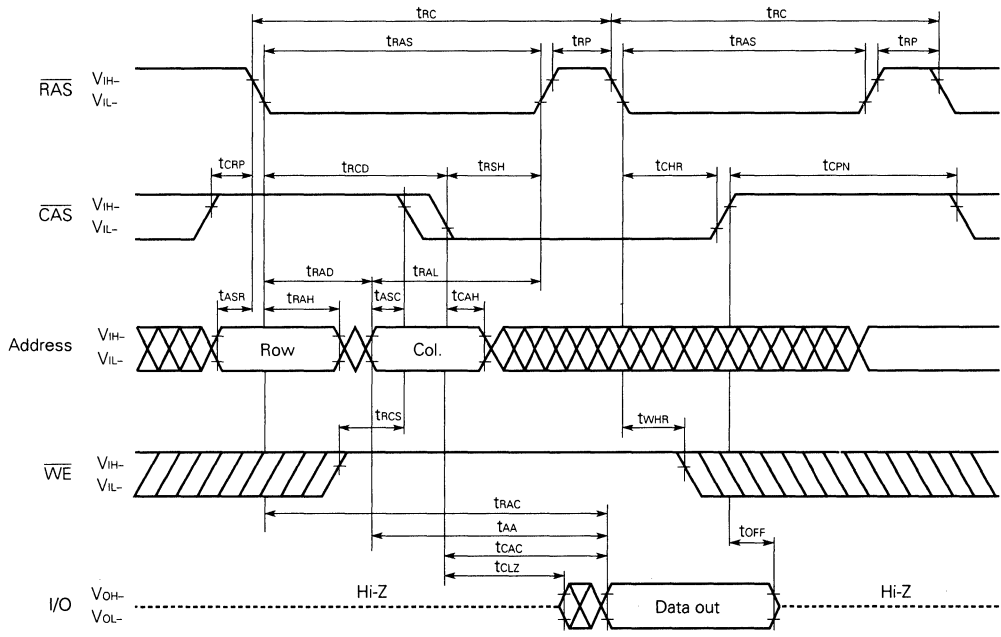 tRC tRC
tRAS tRP tRAS tRP
RAS VIH–
VIL–
tCRP tRCD tRSH tCHR tCPN
CAS VIH–
VIL–
tRAD tRAL
tASR tRAH tASC tCAH
Address VIH–
VIL–
Row Col.
tRCS tWHR
WE VIH–
VIL–
tRAC
tAA
tCAC
tOFF
tCLZ
I/O VOH–
VOL–
Hi-Z Data out Hi-Z